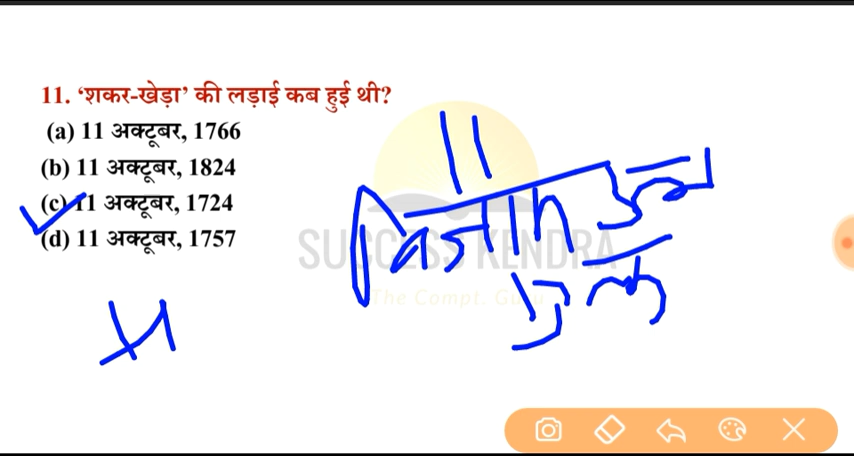 11. ‘शकर-खेड़ा’ की लड़ाई कब हुई थी?
(a) 11 अक्टूबर, 1766
(b) 11 अक्टूबर, 1824
(c) 11 अक्टूबर, 1724
(d) 11 अक्टूबर, 1757
SUCCESS KENDRA
The Compt. Guru